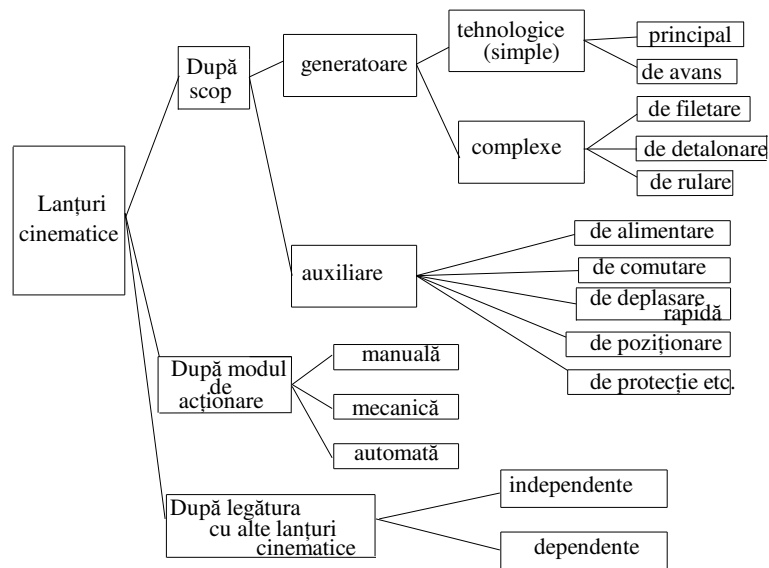 Lanțuri
cinematice
După
scop
generatoare
tehnologice
(simple)
principal
de avans
complexe
de filetare
de detalonare
de rulare
auxiliare
de alimentare
de comutare
de deplasare
rapidă
de poziționare
de protecție etc.
După modul
de
acționare
manuală
mecanică
automată
După legătura
cu alte lanțuri
cinematice
independente
dependente